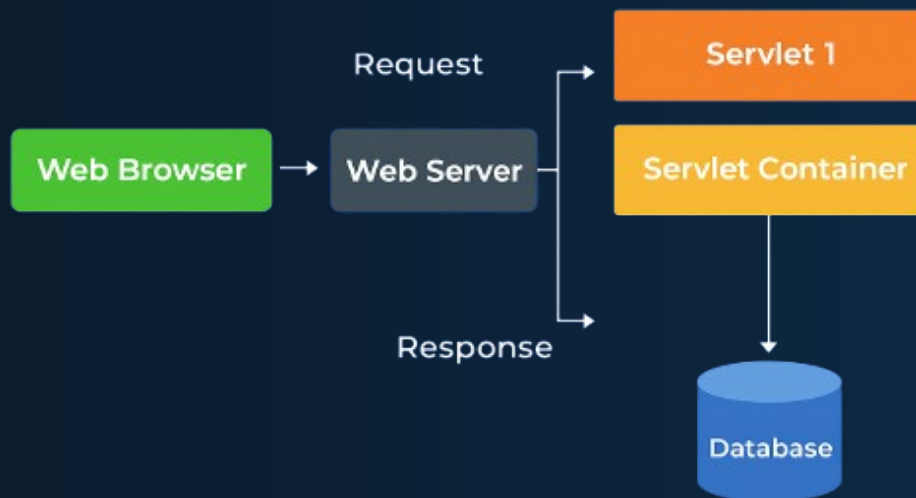 Request
Servlet 1
Web Browser
Web Server
Servlet Container
Response
Database